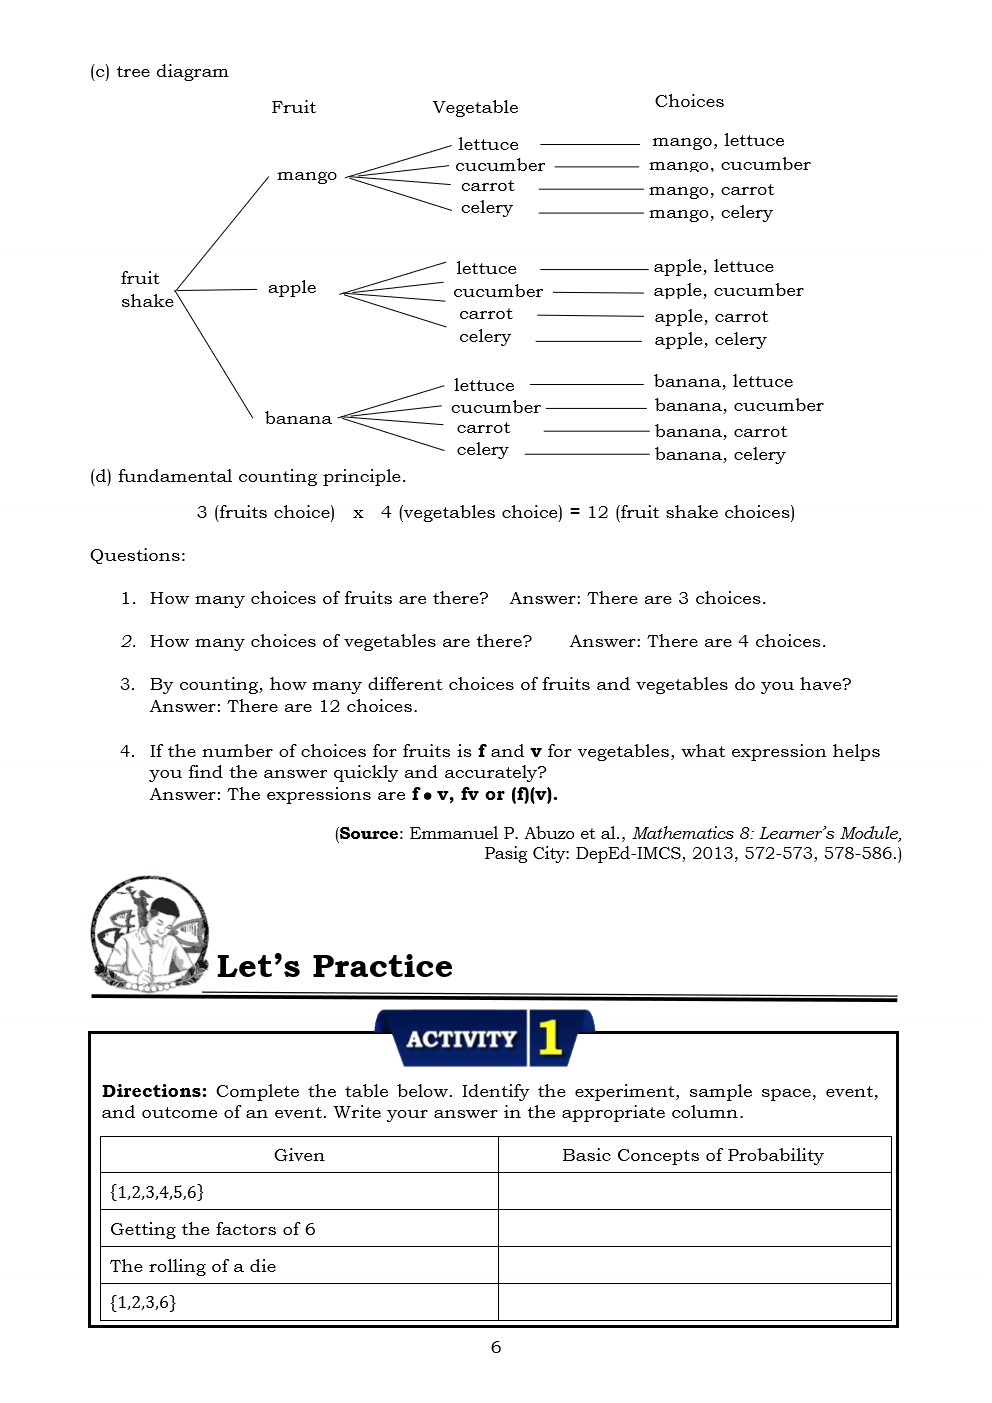 (c) tree diagram
Fruit Vegetable Choices
lettuce mango, lettuce
cucumber mango, cucumber
mango carrot mango, carrot
celery mango, celery
lettuce apple, lettuce
fruit shake apple cucumber apple, cucumber
carrot apple, carrot
celery apple, celery
lettuce banana, lettuce
cucumber banana, cucumber
banana carrot banana, carrot
celery banana, celery
(d) fundamental counting principle.
3 (fruits choice) x 4 (vegetables choice) = 12 (fruit shake choices)
Questions:
1. How many choices of fruits are there? Answer: There are 3 choices.
2. How many choices of vegetables are there? Answer: There are 4 choices.
3. By counting, how many different choices of fruits and vegetables do you have?
Answer: There are 12 choices.
4. If the number of choices for fruits is f and v for vegetables, what expression helps
you find the answer quickly and accurately?
Answer: The expressions are f • v, fv or (f)(v).
(Source: Emmanuel P. Abuzo et al., Mathematics 8: Learner’s Module,
Pasig City: DepEd-IMCS, 2013, 572-573, 578-586.)
Let’s Practice
ACTIVITY 1
Directions: Complete the table below. Identify the experiment, sample space, event,
and outcome of an event. Write your answer in the appropriate column.
Given Basic Concepts of Probability
{1,2,3,4,5,6}
Getting the factors of 6
The rolling of a die
{1,2,3,6}
6